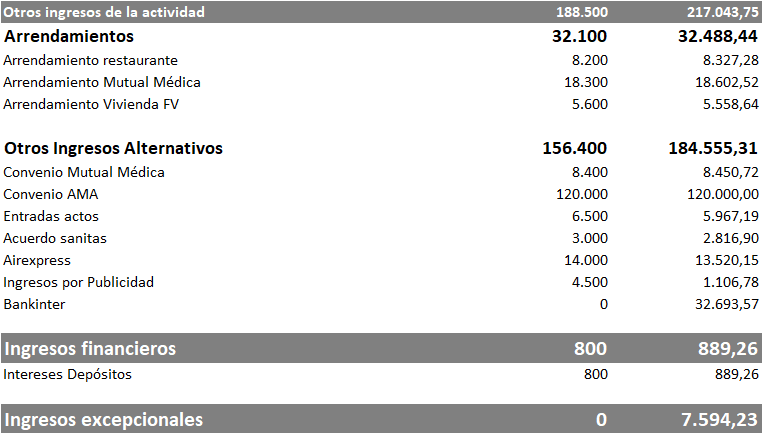 Otros ingresos de la actividad 188.500 217.043,75
Arrendamientos 32.100 32.488,44
Arrendamiento restaurante 8.200 8.327,28
Arrendamiento Mutual Médica 18.300 18.602,52
Arrendamiento Vivienda FV 5.600 5.558,64
Otros Ingresos Alternativos 156.400 184.555,31
Convenio Mutual Médica 8.400 8.450,72
Convenio AMA 120.000 120.000,00
Entradas actos 6.500 5.967,19
Acuerdo sanitas 3.000 2.816,90
Airexpress 14.000 13.520,15
Ingresos por Publicidad 4.500 1.106,78
Bankinter 0 32.693,57
Ingresos financieros 800 889,26
Intereses Depósitos 800 889,26
Ingresos excepcionales 0 7.594,23